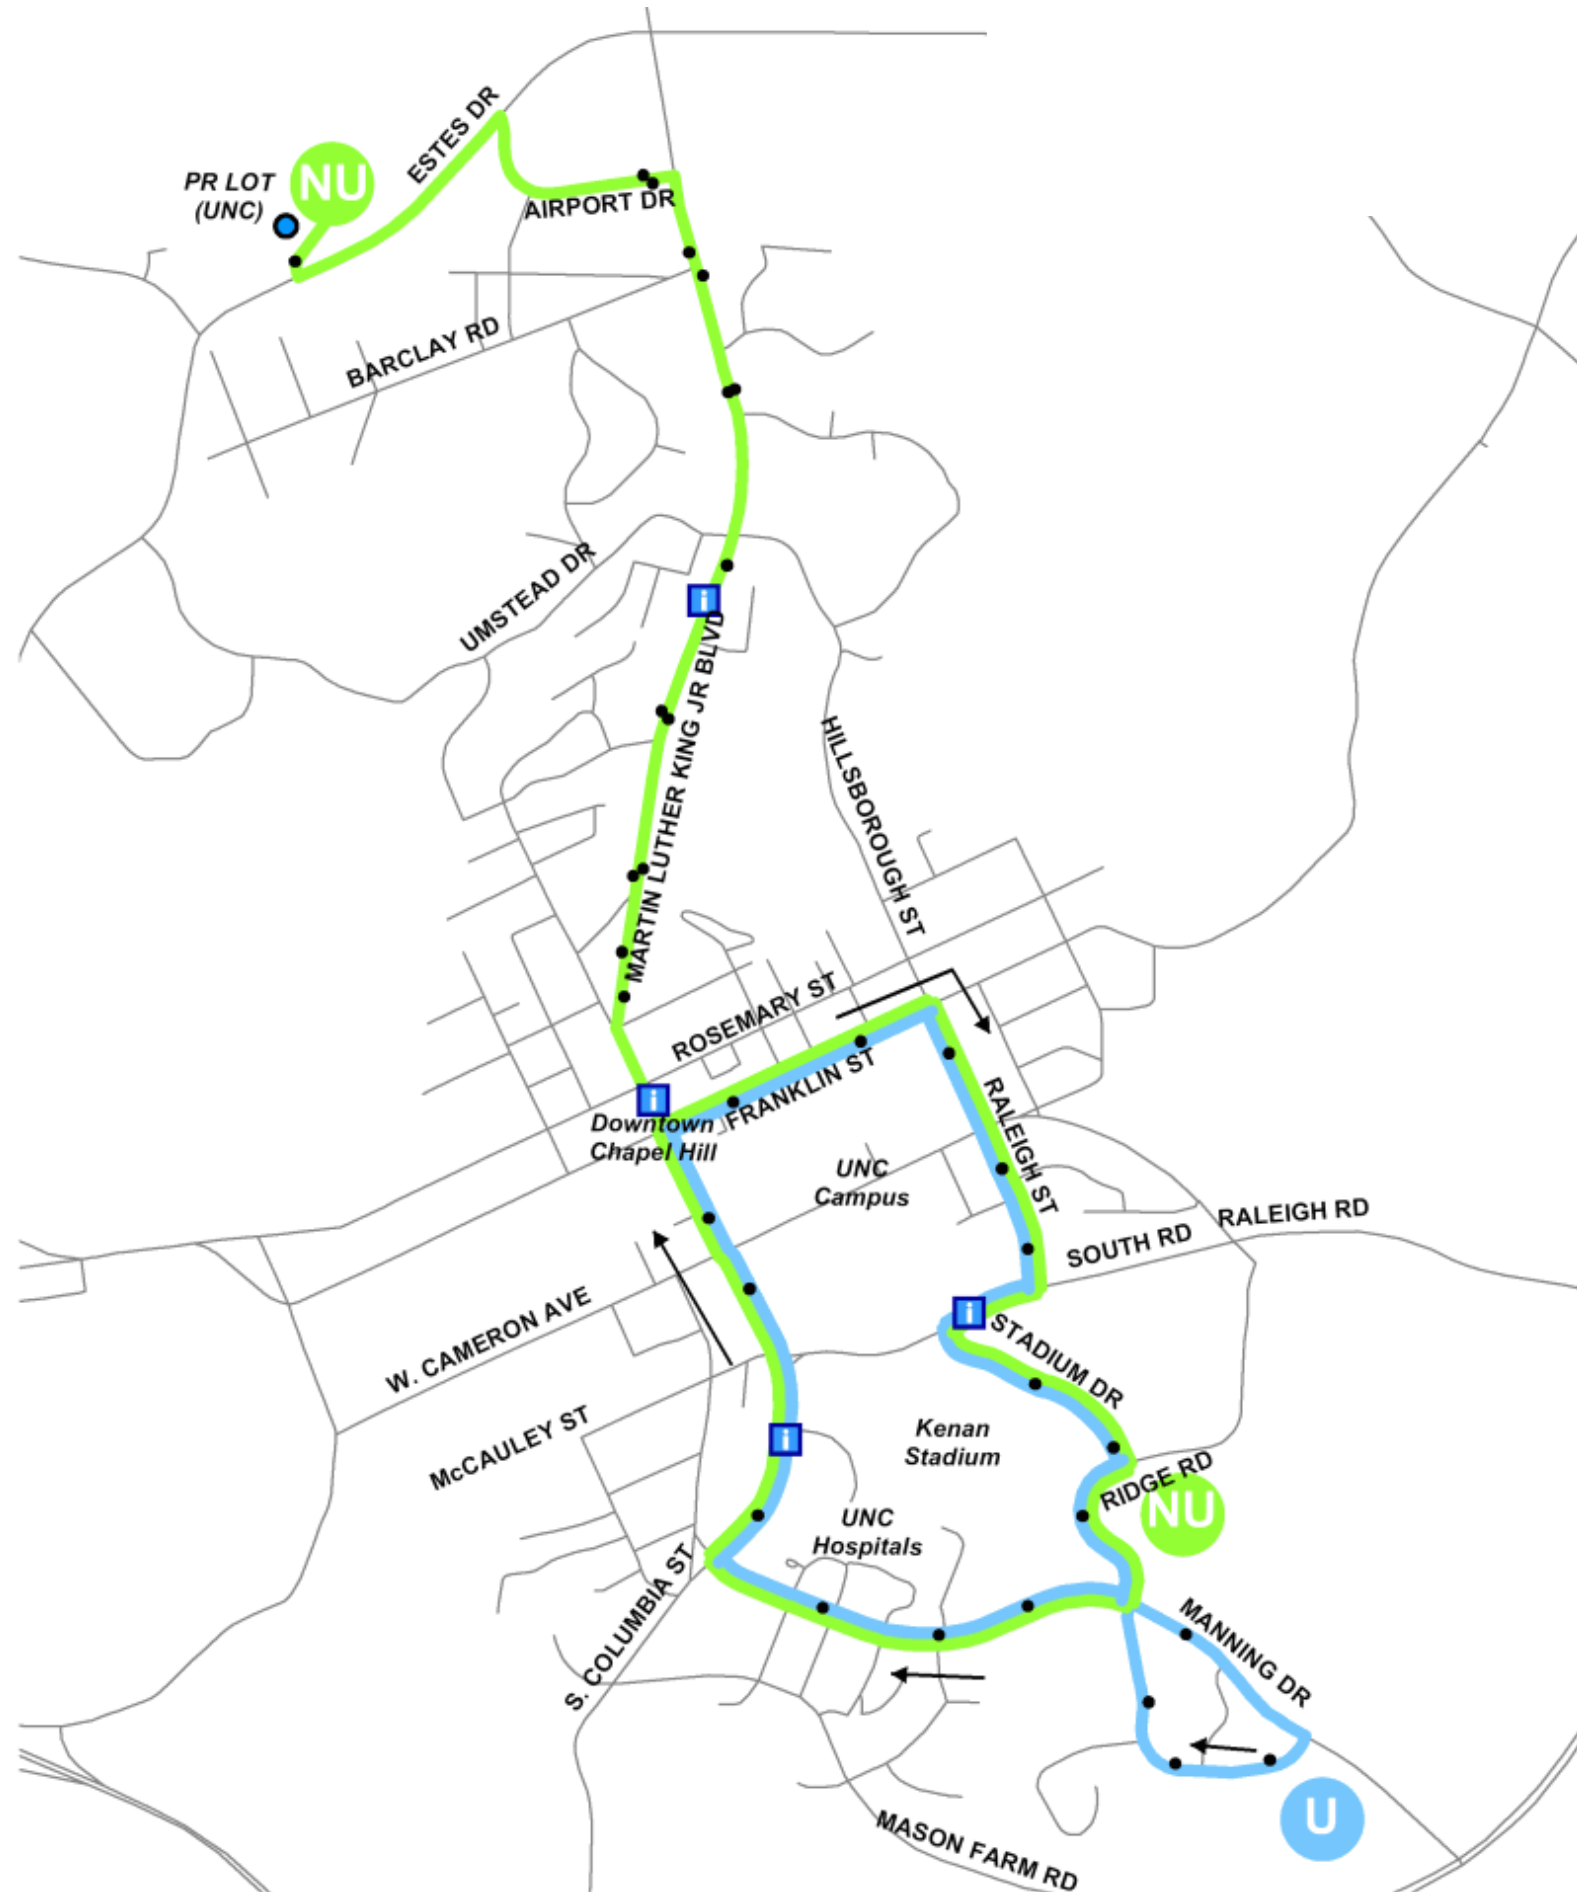 ESTES DR
NU
PR LOT
(UNC)
AIRPORT DR
BARCLAY RD
UMSTEAD DR
i
MARTIN LUTHER KING JR BLVD
HILLSBOROUGH ST
ROSEMARY ST
i
FRANKLIN ST
Downtown
Chapel Hill
RALEIGH ST
UNC
Campus
RALEIGH RD
SOUTH RD
W. CAMERON AVE
i
STADIUM DR
McCAULEY ST
i
Kenan
Stadium
RIDGE RD
NU
UNC
Hospitals
S. COLUMBIA ST
MANNING DR
U
MASON FARM RD